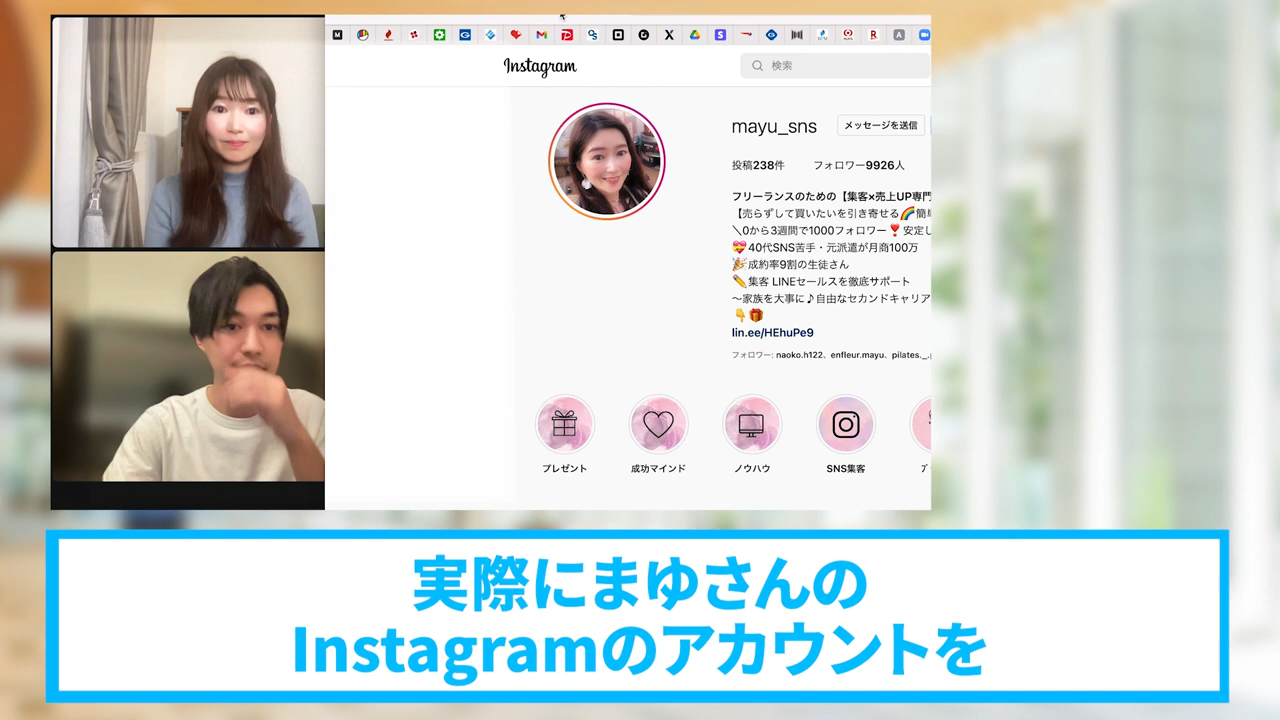 Instagram
検索
mayu_sns
メッセージを送信
投稿238件 フォロワー9926人
フリーランスのための【集客×売上UP専門
【売らずして買いたいを引き寄せる🌈簡単
＼0から3週間で1000フォロワー❣️安定し
💝40代SNS苦手・元派遣が月商100万
🎉成約率9割の生徒さん
✏️集客 LINEセールスを徹底サポート
〜家族を大事に♪自由なセカンドキャリア
👇🎁
lin.ee/HEhuPe9
フォロワー: naoko.h122、enfleur.mayu、pilates._.
プレゼント 成功マインド ノウハウ SNS集客
実際にまゆさんの
Instagramのアカウントを